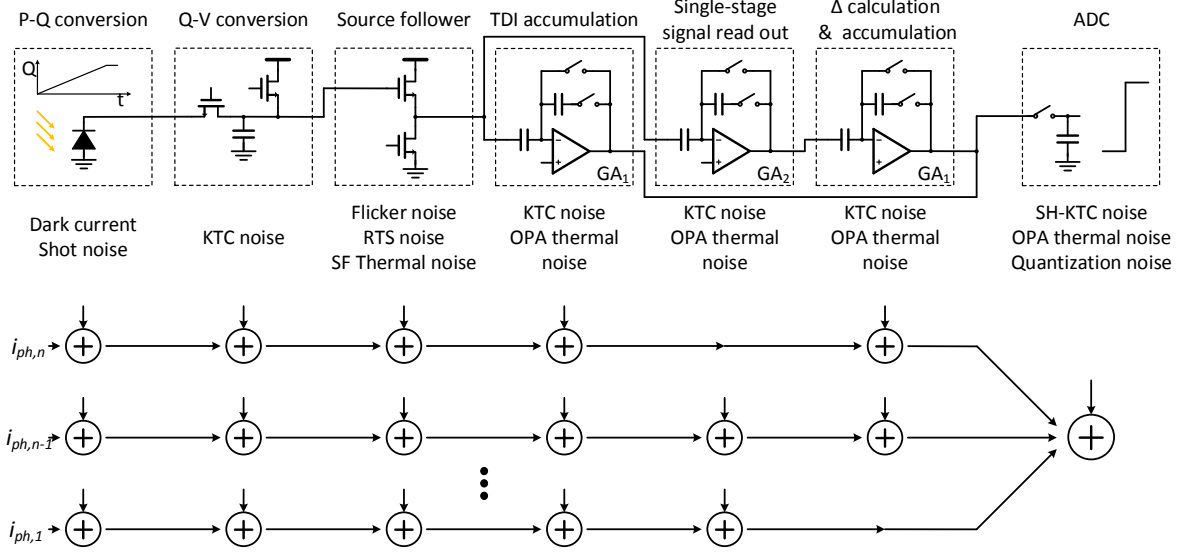 P-Q conversion
Q-V conversion
Source follower
TDI accumulation
Single-stage
signal read out
Δ calculation
& accumulation
ADC
Q
t
GA1
GA2
GA1
Dark current
Shot noise
KTC noise
Flicker noise
RTS noise
SF Thermal noise
KTC noise
OPA thermal
noise
KTC noise
OPA thermal
noise
KTC noise
OPA thermal
noise
SH-KTC noise
OPA thermal noise
Quantization noise
iph,n
iph,n-1
iph,1